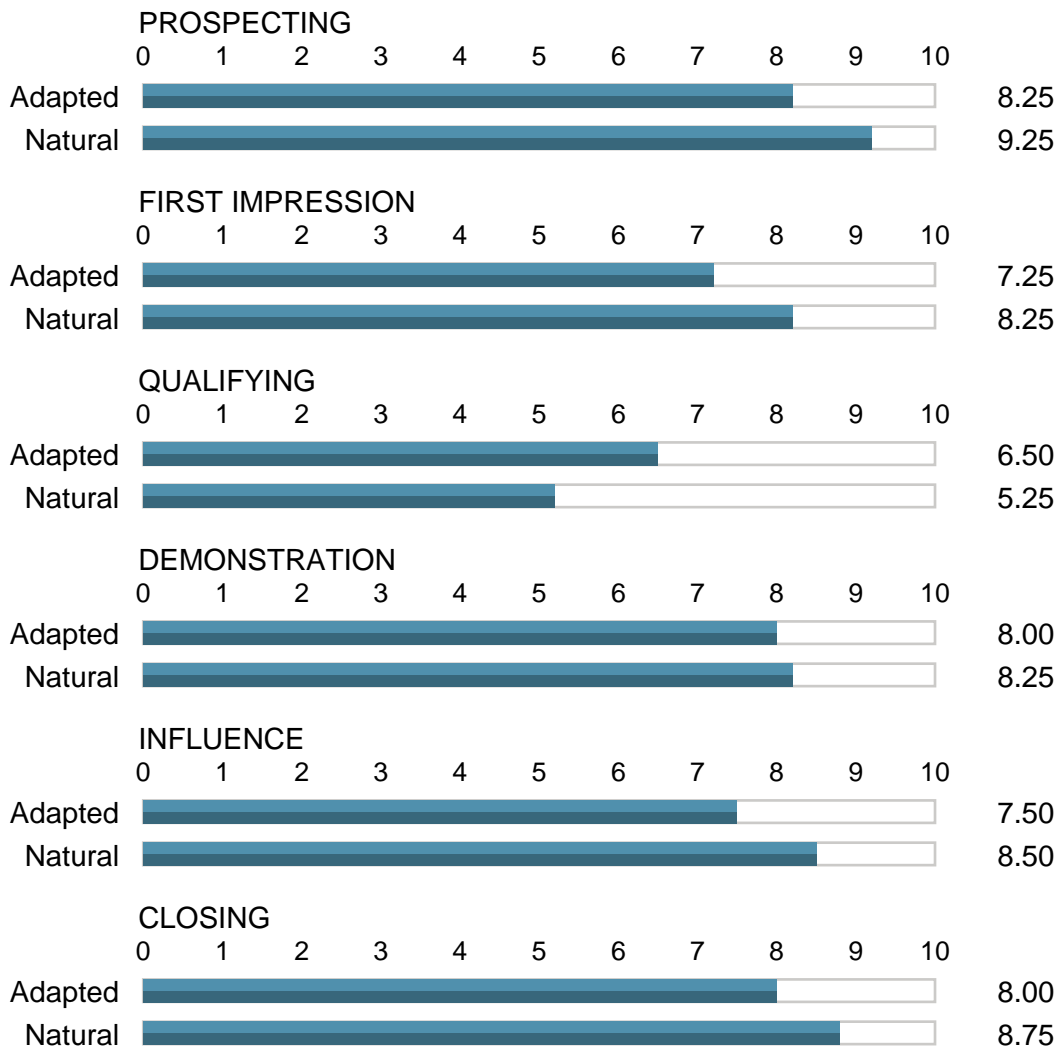 PROSPECTING
0 1 2 3 4 5 6 7 8 9 10
Adapted 8.25
Natural 9.25
FIRST IMPRESSION
0 1 2 3 4 5 6 7 8 9 10
Adapted 7.25
Natural 8.25
QUALIFYING
0 1 2 3 4 5 6 7 8 9 10
Adapted 6.50
Natural 5.25
DEMONSTRATION
0 1 2 3 4 5 6 7 8 9 10
Adapted 8.00
Natural 8.25
INFLUENCE
0 1 2 3 4 5 6 7 8 9 10
Adapted 7.50
Natural 8.50
CLOSING
0 1 2 3 4 5 6 7 8 9 10
Adapted 8.00
Natural 8.75